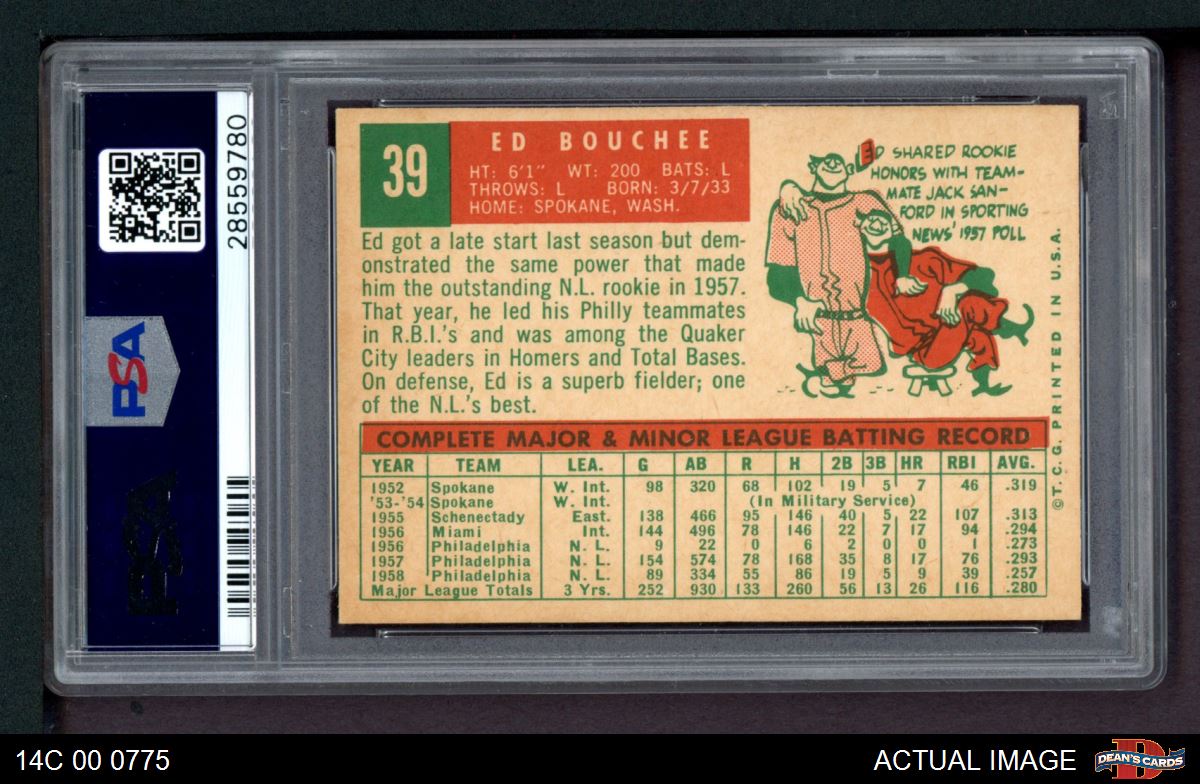 28559780
PSA
PSA
39
ED BOUCHEE
HT: 6'1" WT: 200 BATS: L
THROWS: L BORN: 3/7/33
HOME: SPOKANE, WASH.
Ed got a late start last season but dem-
onstrated the same power that made
him the outstanding N.L. rookie in 1957.
That year, he led his Philly teammates
in R.B.I.'s and was among the Quaker
City leaders in Homers and Total Bases.
On defense, Ed is a superb fielder; one
of the N.L.'s best.
ED SHARED ROOKIE
HONORS WITH TEAM-
MATE JACK SAN-
FORD IN SPORTING
NEWS' 1957 POLL
©T. C. G. PRINTED IN U.S.A.
COMPLETE MAJOR & MINOR LEAGUE BATTING RECORD
YEAR TEAM LEA. G AB R H 2B 3B HR RBI AVG.
1952 Spokane W. Int. 98 320 68 102 19 5 7 46 .319
'53-'54 Spokane W. Int. (In Military Service)
1955 Schenectady East. 138 466 95 146 40 5 22 107 .313
1956 Miami Int. 144 496 78 146 22 7 17 94 .294
1956 Philadelphia N. L. 9 22 0 6 2 0 0 1 .273
1957 Philadelphia N. L. 154 574 78 168 35 8 17 76 .293
1958 Philadelphia N. L. 89 334 55 86 19 5 9 39 .257
Major League Totals 3 Yrs. 252 930 133 260 56 13 26 116 .280
14C 00 0775
ACTUAL IMAGE
D
DEAN'S CARDS